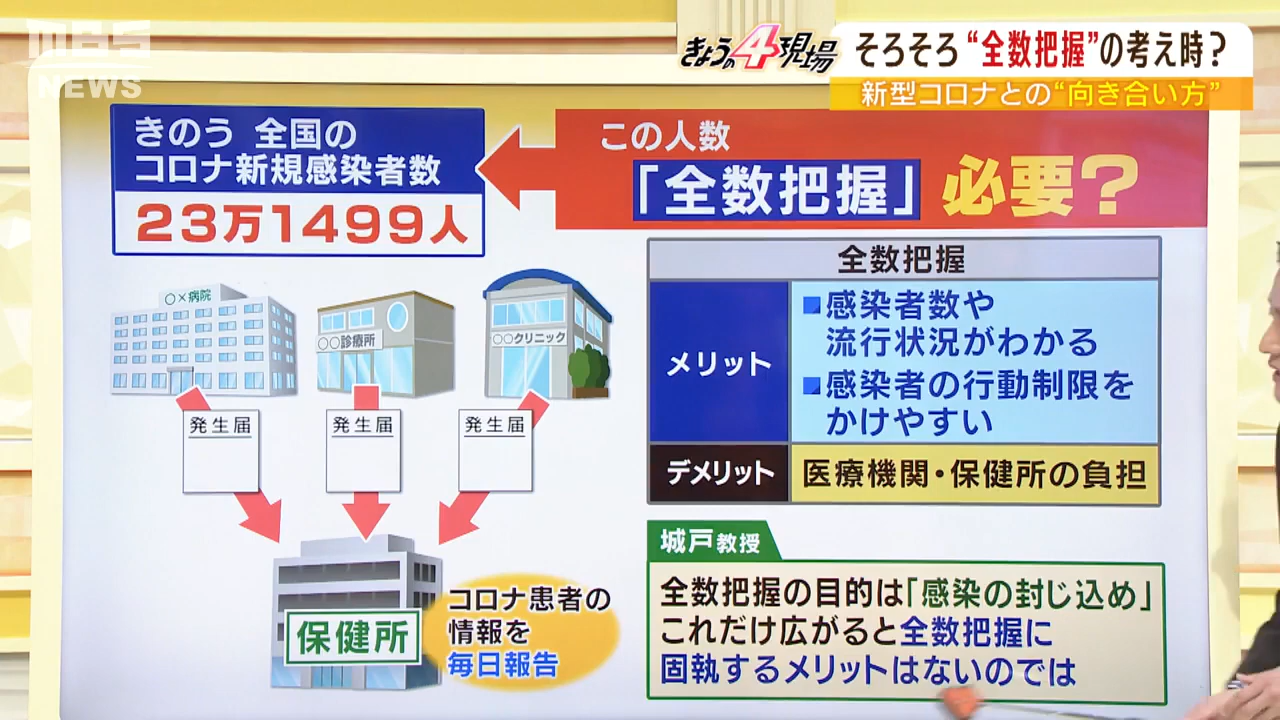 MBS
NEWS
きょうの4現場
そろそろ“全数把握”の考え時？
新型コロナとの“向き合い方”
きのう 全国の
コロナ新規感染者数
23万1499人
この人数
「全数把握」必要？
〇×病院
〇〇診療所
〇〇クリニック
発生届
発生届
発生届
保健所
コロナ患者の
情報を
毎日報告
全数把握
メリット
■感染者数や
流行状況がわかる
■感染者の行動制限を
かけやすい
デメリット
医療機関・保健所の負担
城戸教授
全数把握の目的は「感染の封じ込め」
これだけ広がると全数把握に
固執するメリットはないのでは